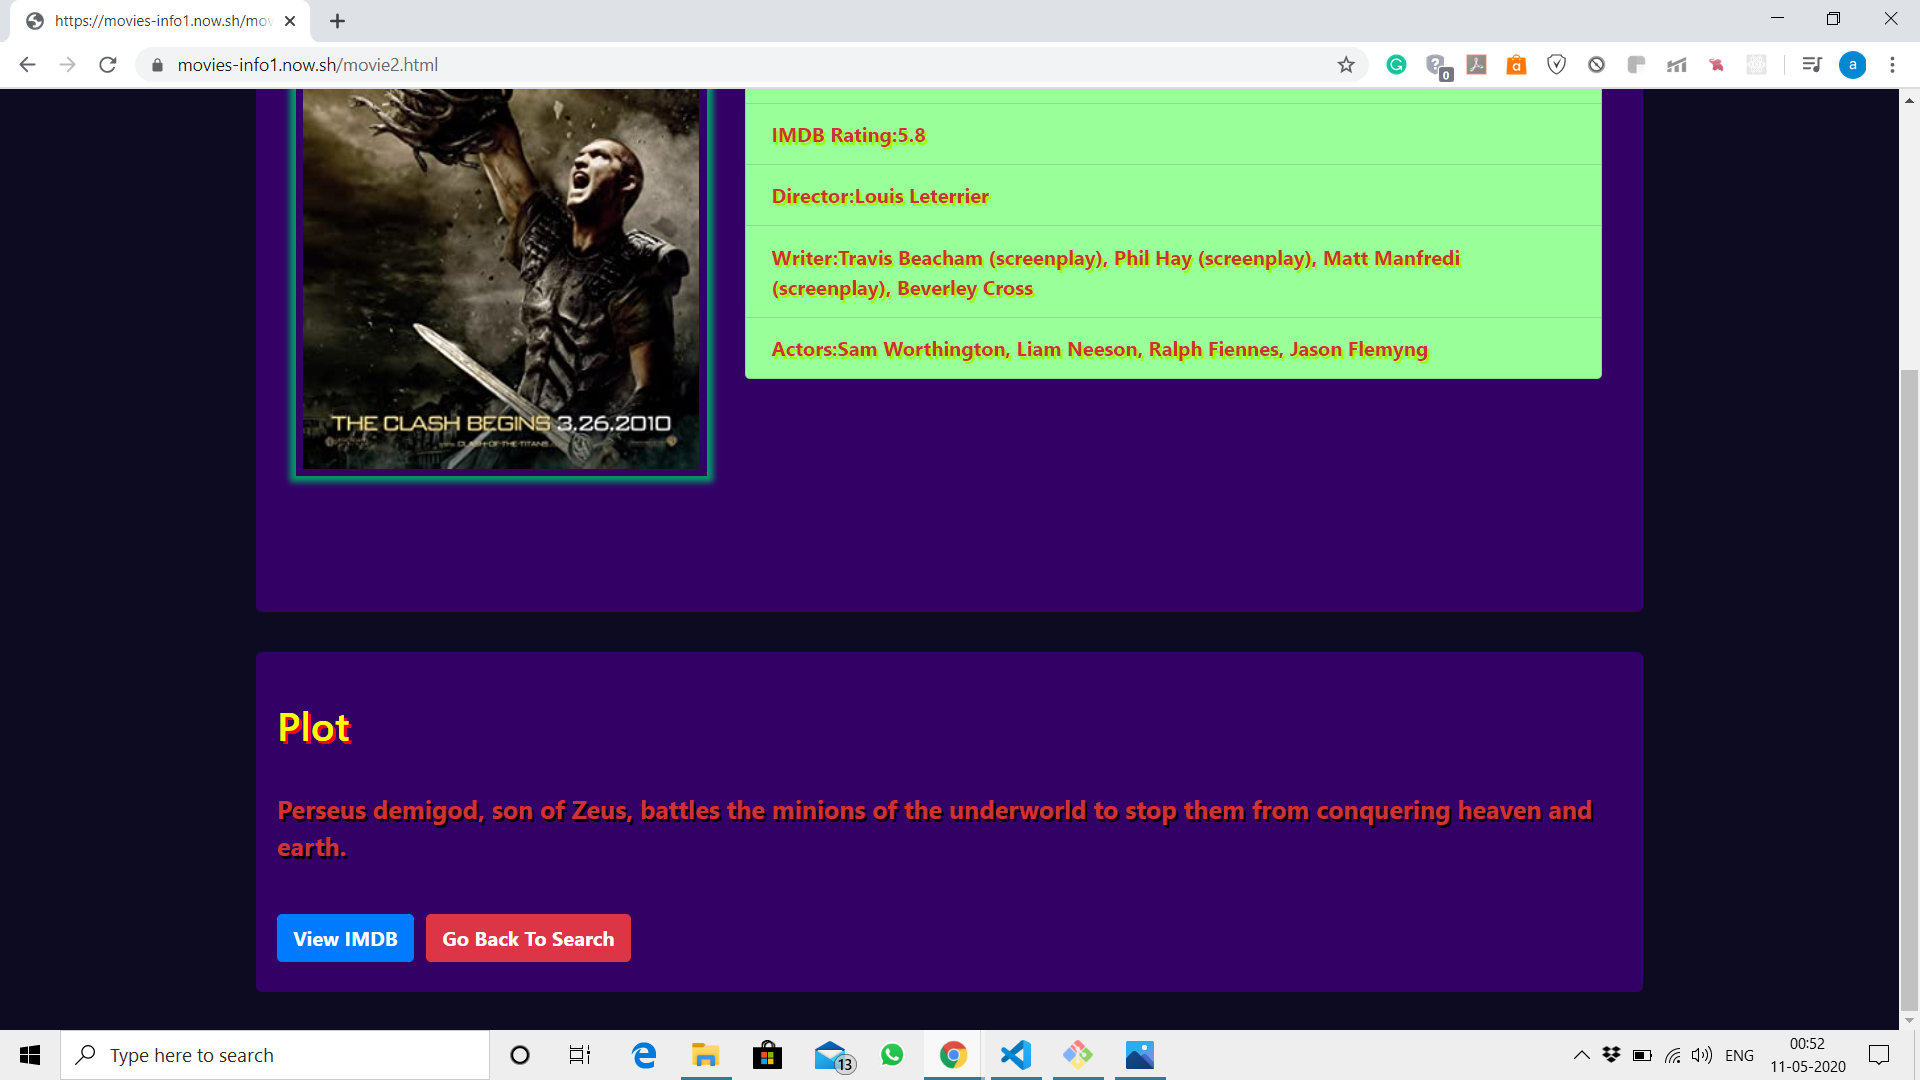 https://movies-info1.now.sh/mov
movies-info1.now.sh/movie2.html
0
a
IMDB Rating:5.8
Director:Louis Leterrier
Writer:Travis Beacham (screenplay), Phil Hay (screenplay), Matt Manfredi
(screenplay), Beverley Cross
Actors:Sam Worthington, Liam Neeson, Ralph Fiennes, Jason Flemyng
THE CLASH BEGINS 3.26.2010
Plot
Perseus demigod, son of Zeus, battles the minions of the underworld to stop them from conquering heaven and
earth.
View IMDB
Go Back To Search
Type here to search
13
ENG
00:52
11-05-2020